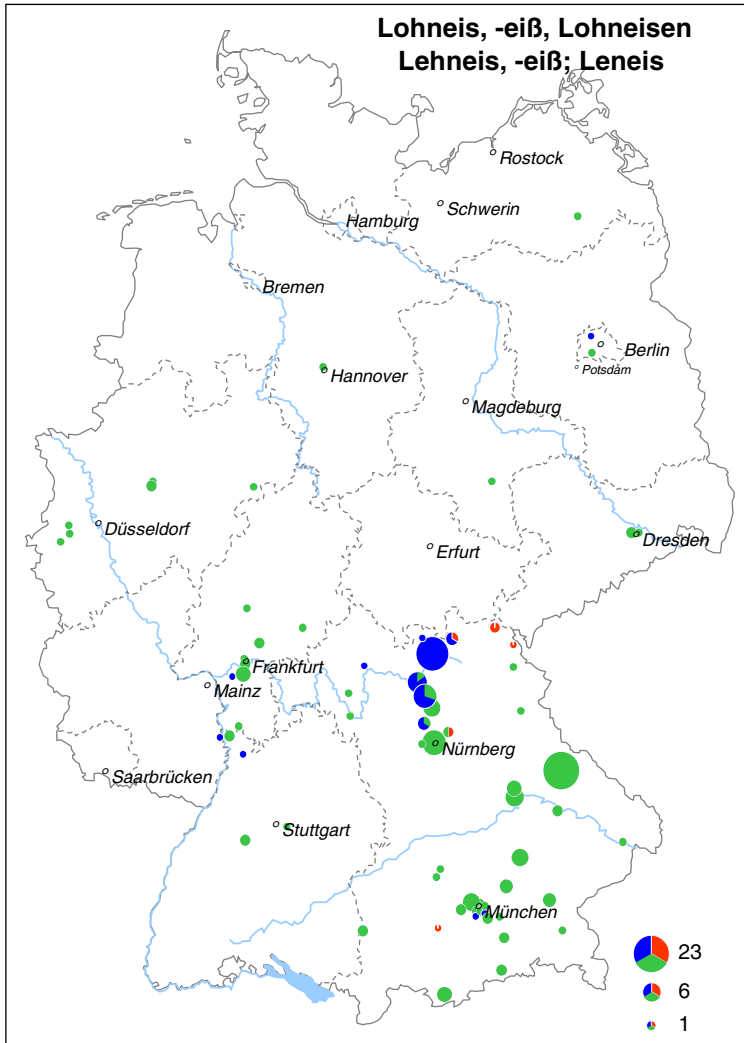 Lohneis, -eiß, Lohneisen
Lehneis, -eiß; Leneis
Rostock
Schwerin
Hamburg
Bremen
Berlin
Hannover
Potsdam
Magdeburg
Düsseldorf
Dresden
Erfurt
Frankfurt
Mainz
Nürnberg
Saarbrücken
Stuttgart
München
23
6
1